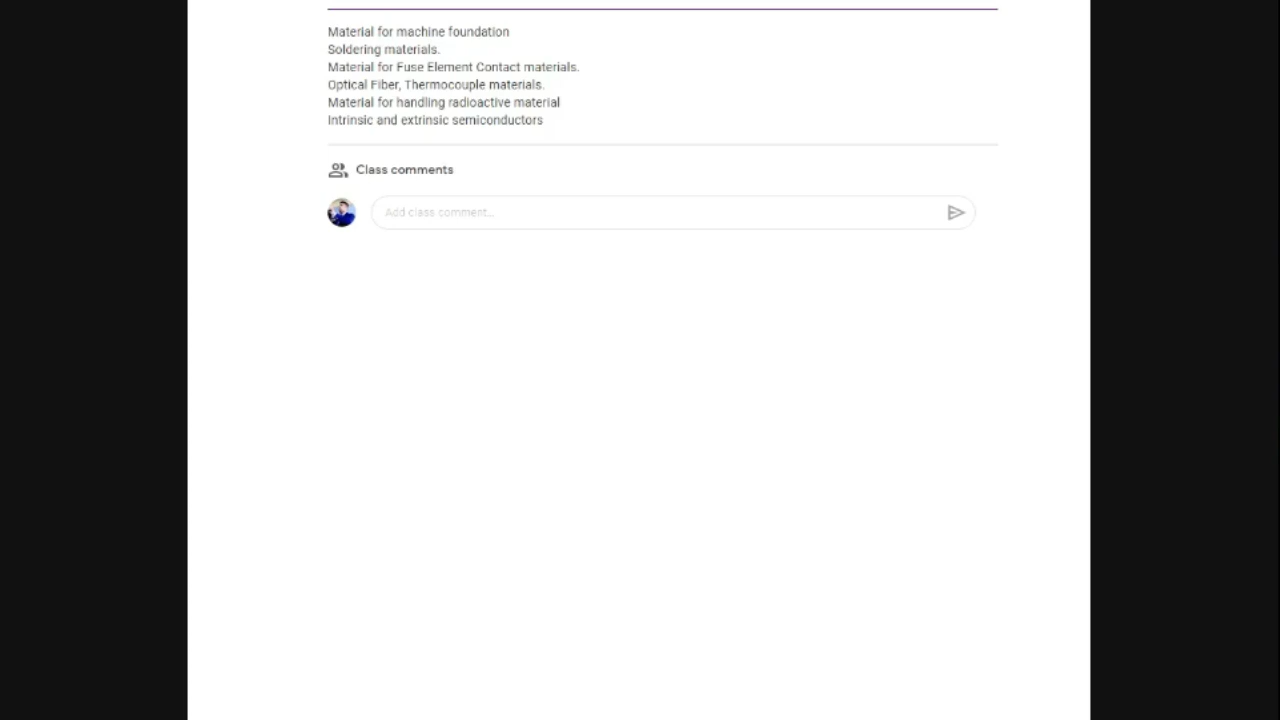 Material for machine foundation
Soldering materials.
Material for Fuse Element Contact materials.
Optical Fiber, Thermocouple materials.
Material for handling radioactive material
Intrinsic and extrinsic semiconductors
Class comments
Add class comment...